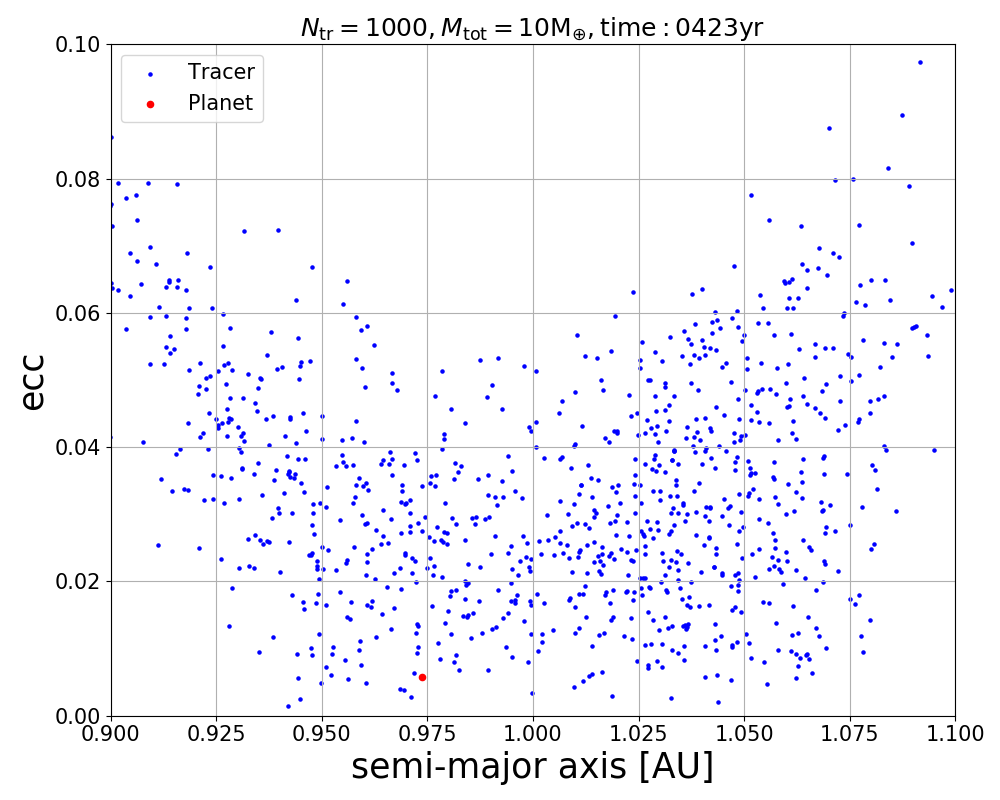 N_tr = 1000, M_tot = 10M_⊕, time : 0423yr
Tracer
Planet
ecc
0.10
0.08
0.06
0.04
0.02
0.00
0.900 0.925 0.950 0.975 1.000 1.025 1.050 1.075 1.100
semi-major axis [AU]